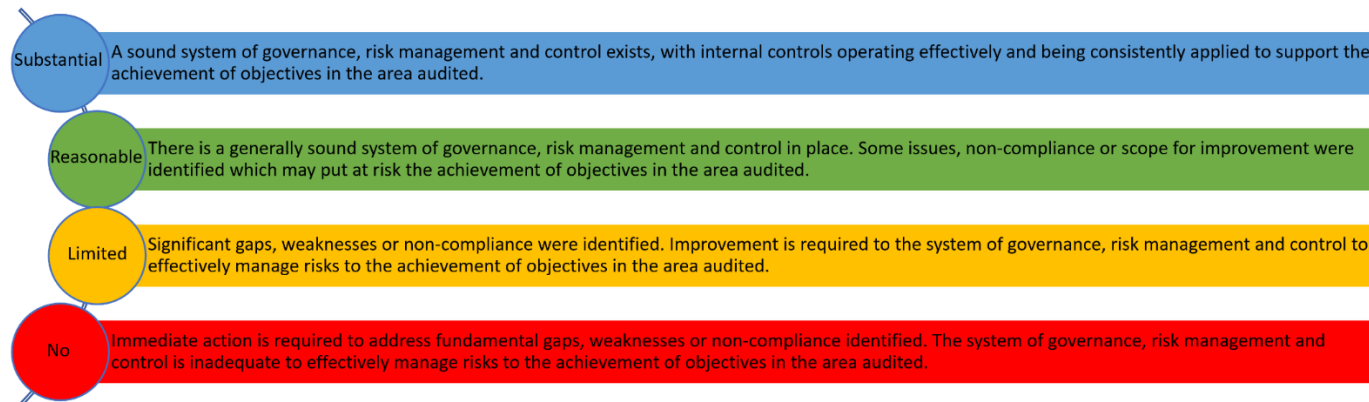 Substantial
A sound system of governance, risk management and control exists, with internal controls operating effectively and being consistently applied to support the
achievement of objectives in the area audited.
Reasonable
There is a generally sound system of governance, risk management and control in place. Some issues, non-compliance or scope for improvement were
identified which may put at risk the achievement of objectives in the area audited.
Limited
Significant gaps, weaknesses or non-compliance were identified. Improvement is required to the system of governance, risk management and control to
effectively manage risks to the achievement of objectives in the area audited.
No
Immediate action is required to address fundamental gaps, weaknesses or non-compliance identified. The system of governance, risk management and
control is inadequate to effectively manage risks to the achievement of objectives in the area audited.